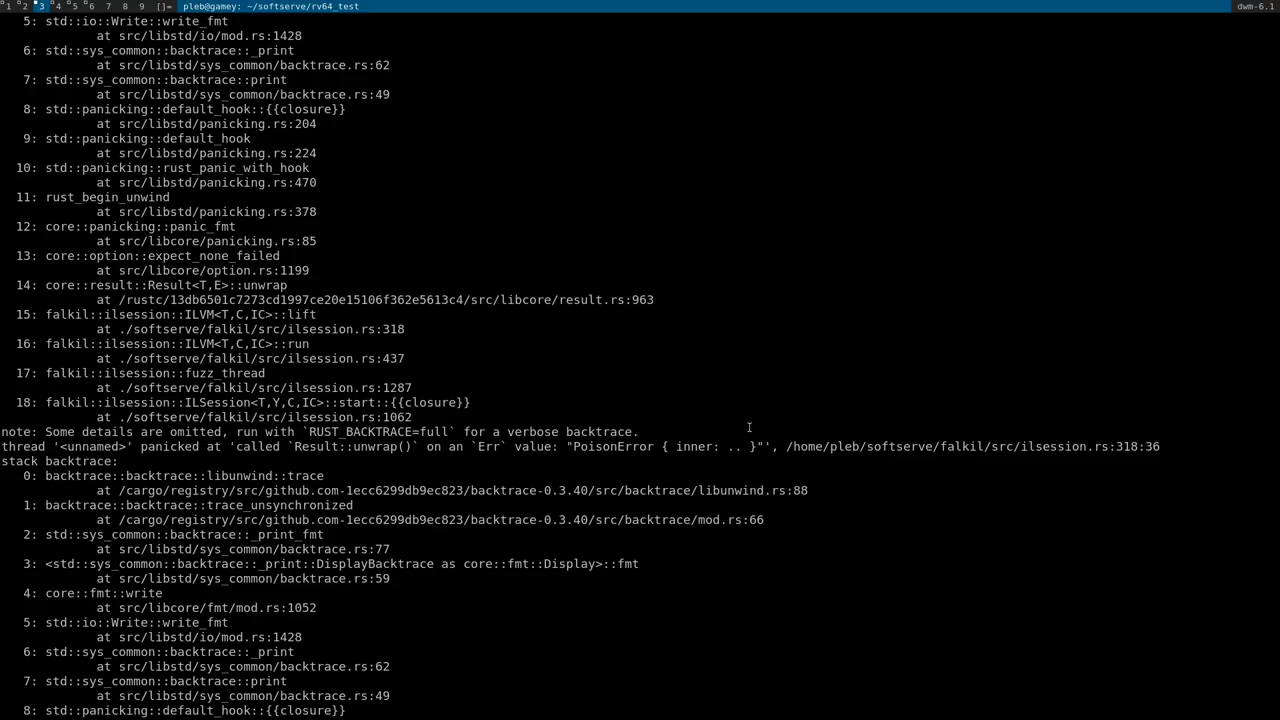 1 2 3 4 5 6 7 8 9 []= pleb@gamey: ~/softserve/rv64_test dwm-6.1
5: std::io::Write::write_fmt
at src/libstd/io/mod.rs:1428
6: std::sys_common::backtrace::_print
at src/libstd/sys_common/backtrace.rs:62
7: std::sys_common::backtrace::print
at src/libstd/sys_common/backtrace.rs:49
8: std::panicking::default_hook::{{closure}}
at src/libstd/panicking.rs:204
9: std::panicking::default_hook
at src/libstd/panicking.rs:224
10: std::panicking::rust_panic_with_hook
at src/libstd/panicking.rs:470
11: rust_begin_unwind
at src/libstd/panicking.rs:378
12: core::panicking::panic_fmt
at src/libcore/panicking.rs:85
13: core::option::expect_none_failed
at src/libcore/option.rs:1199
14: core::result::Result<T,E>::unwrap
at /rustc/13db6501c7273cd1997ce20e15106f362e5613c4/src/libcore/result.rs:963
15: falkil::ilsession::ILVM<T,C,IC>::lift
at ./softserve/falkil/src/ilsession.rs:318
16: falkil::ilsession::ILVM<T,C,IC>::run
at ./softserve/falkil/src/ilsession.rs:437
17: falkil::ilsession::fuzz_thread
at ./softserve/falkil/src/ilsession.rs:1287
18: falkil::ilsession::ILSession<T,Y,C,IC>::start::{{closure}}
at ./softserve/falkil/src/ilsession.rs:1062
note: Some details are omitted, run with `RUST_BACKTRACE=full` for a verbose backtrace.
thread '<unnamed>' panicked at 'called `Result::unwrap()` on an `Err` value: "PoisonError { inner: .. }"', /home/pleb/softserve/falkil/src/ilsession.rs:318:36
stack backtrace:
0: backtrace::backtrace::libunwind::trace
at /cargo/registry/src/github.com-1ecc6299db9ec823/backtrace-0.3.40/src/backtrace/libunwind.rs:88
1: backtrace::backtrace::trace_unsynchronized
at /cargo/registry/src/github.com-1ecc6299db9ec823/backtrace-0.3.40/src/backtrace/mod.rs:66
2: std::sys_common::backtrace::_print_fmt
at src/libstd/sys_common/backtrace.rs:77
3: <std::sys_common::backtrace::_print::DisplayBacktrace as core::fmt::Display>::fmt
at src/libstd/sys_common/backtrace.rs:59
4: core::fmt::write
at src/libcore/fmt/mod.rs:1052
5: std::io::Write::write_fmt
at src/libstd/io/mod.rs:1428
6: std::sys_common::backtrace::_print
at src/libstd/sys_common/backtrace.rs:62
7: std::sys_common::backtrace::print
at src/libstd/sys_common/backtrace.rs:49
8: std::panicking::default_hook::{{closure}}